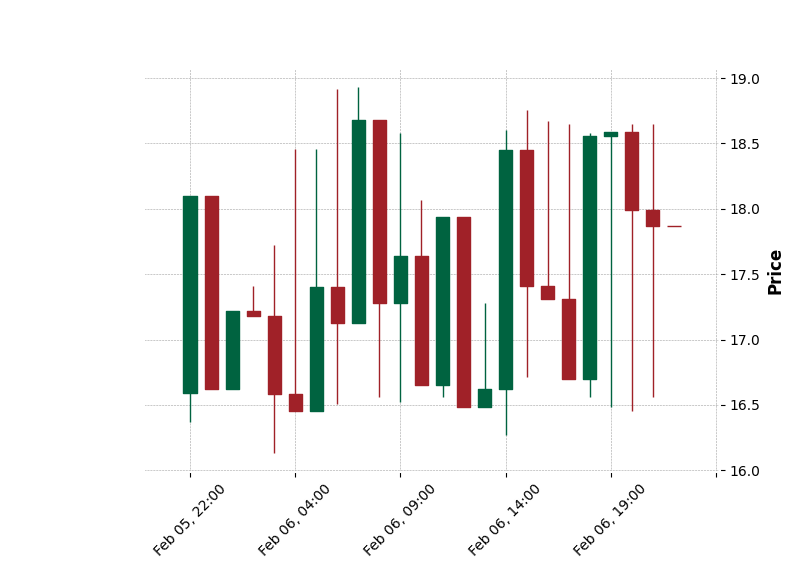 19.0
18.5
18.0
17.5
17.0
16.5
16.0
Price
Feb 05, 22:00
Feb 06, 04:00
Feb 06, 09:00
Feb 06, 14:00
Feb 06, 19:00